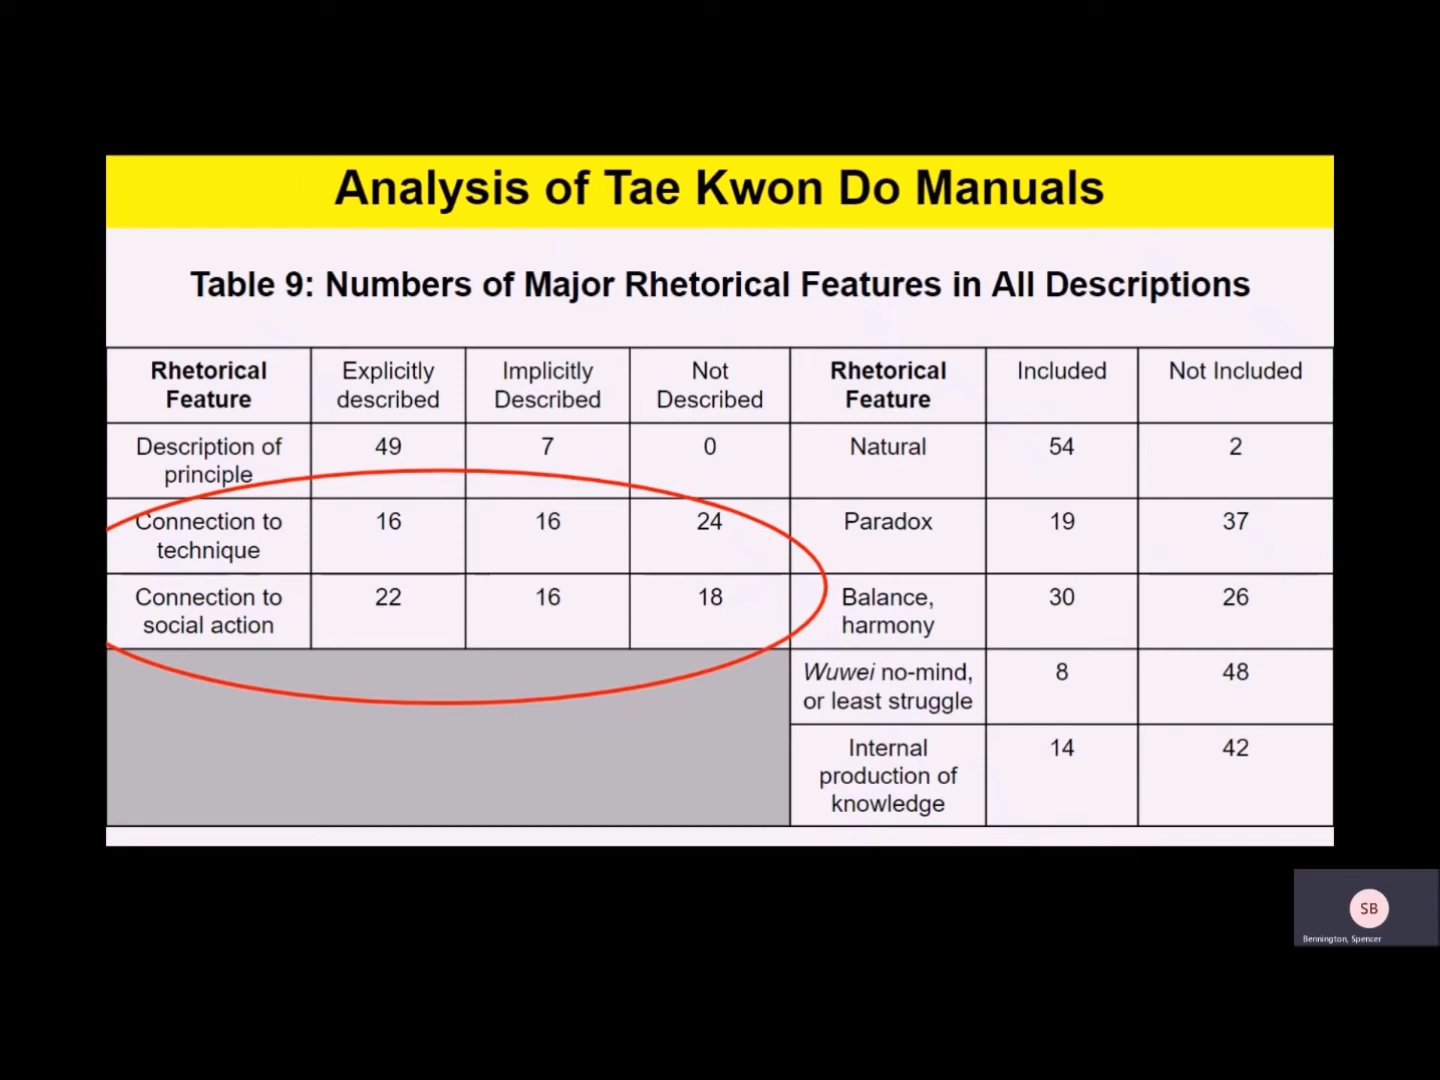 Analysis of Tae Kwon Do Manuals
Table 9: Numbers of Major Rhetorical Features in All Descriptions
Rhetorical Feature
Explicitly described
Implicitly Described
Not Described
Rhetorical Feature
Included
Not Included
Description of principle
49
7
0
Natural
54
2
Connection to technique
16
16
24
Paradox
19
37
Connection to social action
22
16
18
Balance, harmony
30
26
Wuwei no-mind, or least struggle
8
48
Internal production of knowledge
14
42
SB
Bennington, Spencer